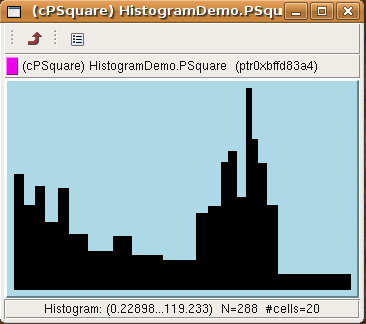 (cPSquare) HistogramDemo.PSqu
(cPSquare) HistogramDemo.PSquare (ptr0xbffd83a4)
Histogram: (0.22898...119.233) N=288 #cells=20